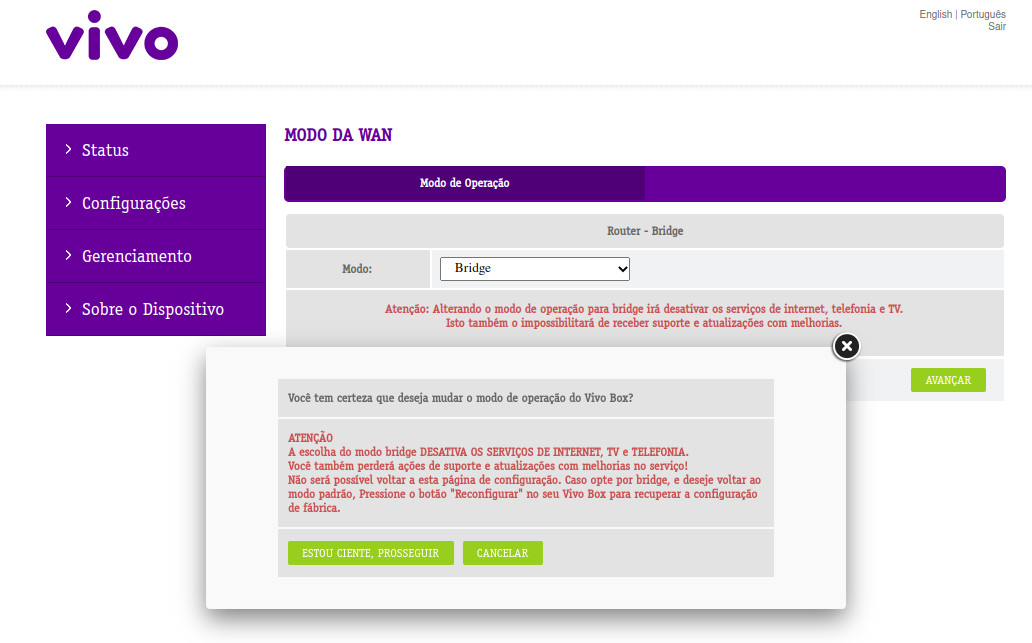 vivo
English | Português
Sair
Status
Configurações
Gerenciamento
Sobre o Dispositivo
MODO DA WAN
Modo de Operação
Router - Bridge
Modo:
Bridge
Atenção: Alterando o modo de operação para bridge irá desativar os serviços de internet, telefonia e TV.
Isto também o impossibilitará de receber suporte e atualizações com melhorias.
AVANÇAR
Você tem certeza que deseja mudar o modo de operação do Vivo Box?
ATENÇÃO
A escolha do modo bridge DESATIVA OS SERVIÇOS DE INTERNET, TV e TELEFONIA.
Você também perderá ações de suporte e atualizações com melhorias no serviço!
Não será possível voltar a esta página de configuração. Caso opte por bridge, e deseje voltar ao
modo padrão, Pressione o botão "Reconfigurar" no seu Vivo Box para recuperar a configuração
de fábrica.
ESTOU CIENTE, PROSSEGUIR
CANCELAR